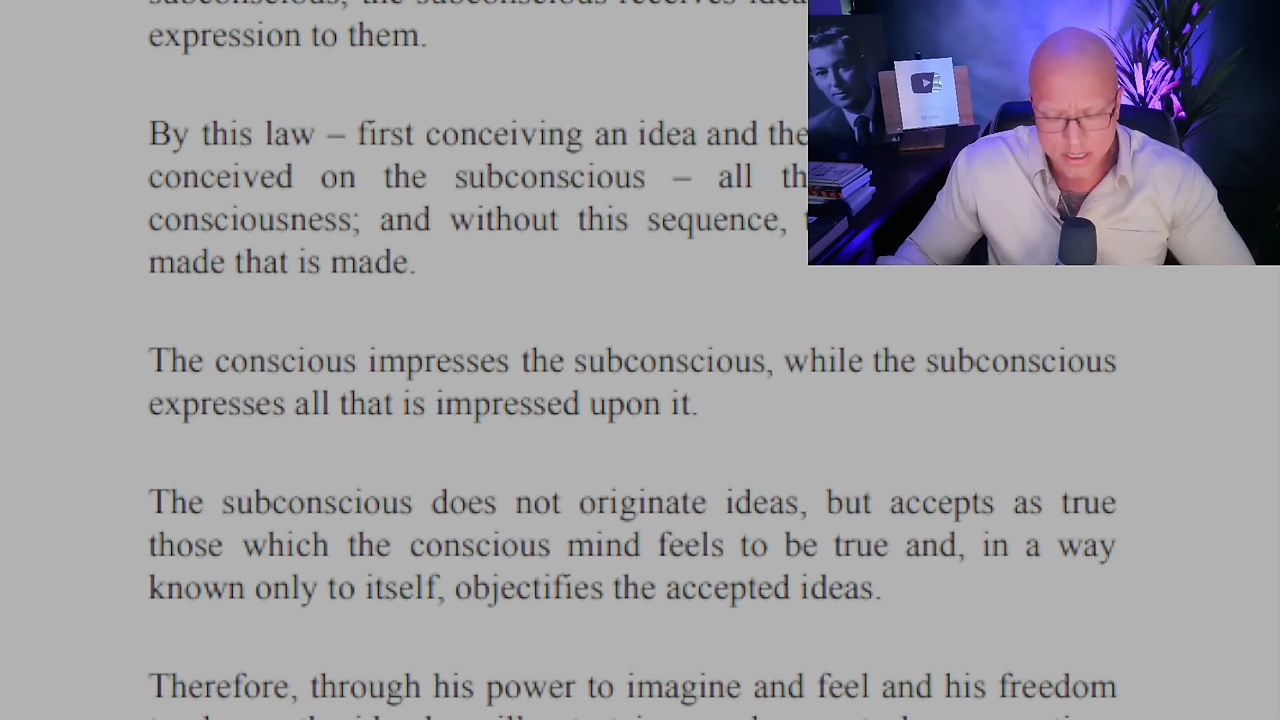 expression to them.
By this law – first conceiving an idea and the
conceived on the subconscious – all th
consciousness; and without this sequence,
made that is made.
The conscious impresses the subconscious, while the subconscious
expresses all that is impressed upon it.
The subconscious does not originate ideas, but accepts as true
those which the conscious mind feels to be true and, in a way
known only to itself, objectifies the accepted ideas.
Therefore, through his power to imagine and feel and his freedom